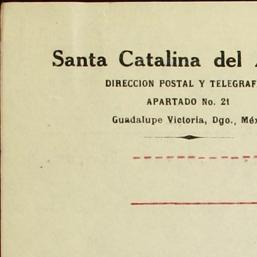 Santa Catalina del
DIRECCION POSTAL Y TELEGRAF
APARTADO No. 21
Guadalupe Victoria, Dgo., Méx